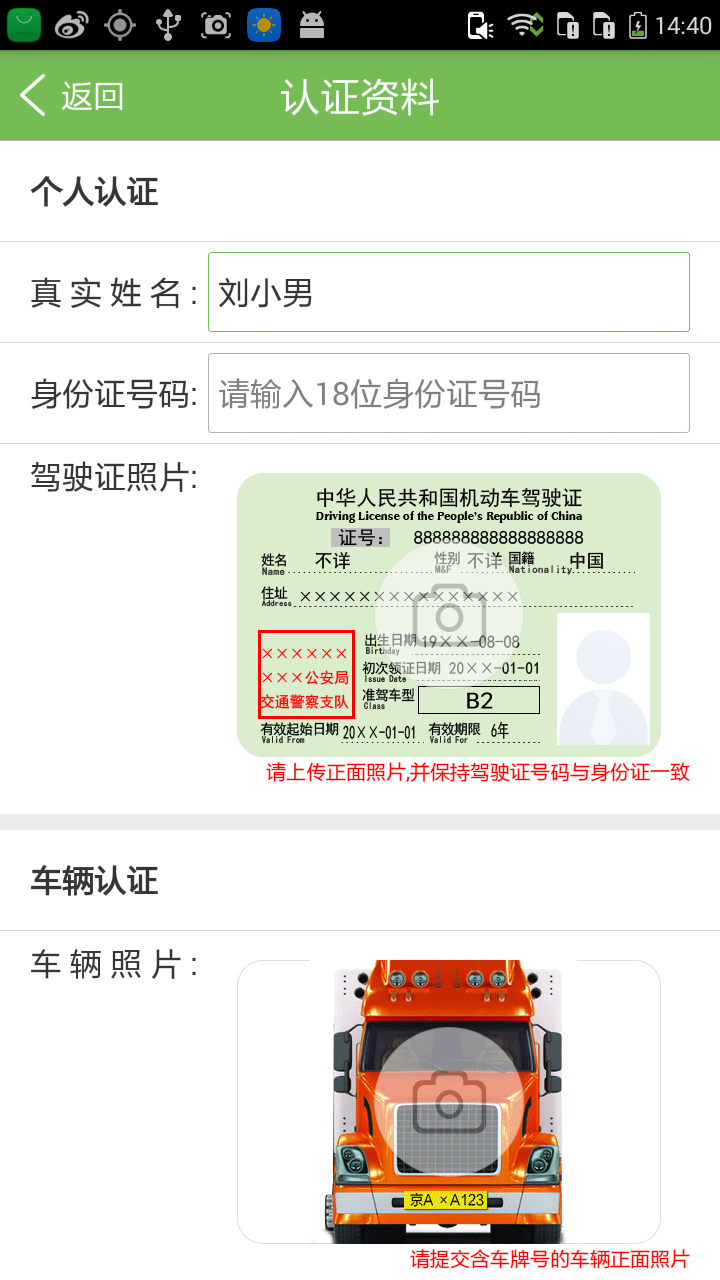 14:40
返回
认证资料
个人认证
真实姓名: 刘小男
身份证号码: 请输入18位身份证号码
驾驶证照片:
中华人民共和国机动车驾驶证
Driving License of the People's Republic of China
证号: 888888888888888888
姓名 不详 性别 不详 国籍 中国
Name M&F Nationality
住址 ×××××××××××××××
Address
出生日期 19××-08-08
Birthday
×××××× 
×××公安局
交通警察支队
初次领证日期 20××-01-01
Issue Date
准驾车型 B2
Class
有效起始日期 20××-01-01 有效期限 6年
Valid From Valid For
请上传正面照片,并保持驾驶证号码与身份证一致
车辆认证
车辆照片:
京A ×A123
请提交含车牌号的车辆正面照片